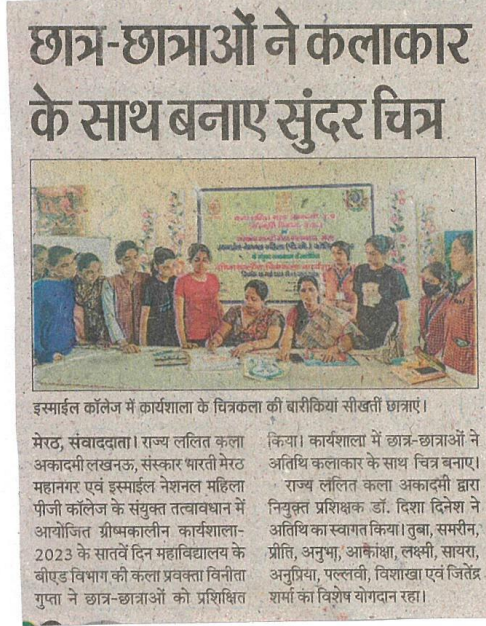 छात्र-छात्राओं ने कलाकार
के साथ बनाए सुंदर चित्र
इस्माईल कॉलेज में कार्यशाला के चित्रकला की बारीकियां सीखतीं छात्राएं।
मेरठ, संवाददाता। राज्य ललित कला
अकादमी लखनऊ, संस्कार भारती मेरठ
महानगर एवं इस्माईल नेशनल महिला
पीजी कॉलेज के संयुक्त तत्वावधान में
आयोजित ग्रीष्मकालीन कार्यशाला-
2023 के सातवें दिन महाविद्यालय के
बीएड विभाग की कला प्रवक्ता विनीता
गुप्ता ने छात्र-छात्राओं को प्रशिक्षित
किया। कार्यशाला में छात्र-छात्राओं ने
अतिथि कलाकार के साथ चित्र बनाए।
राज्य ललित कला अकादमी द्वारा
नियुक्त प्रशिक्षक डॉ. दिशा दिनेश ने
अतिथि का स्वागत किया। तुबा, समरीन,
प्रीति, अनुभा, आकांक्षा, लक्ष्मी, सायरा,
अनुप्रिया, पल्लवी, विशाखा एवं जितेंद्र
शर्मा का विशेष योगदान रहा।